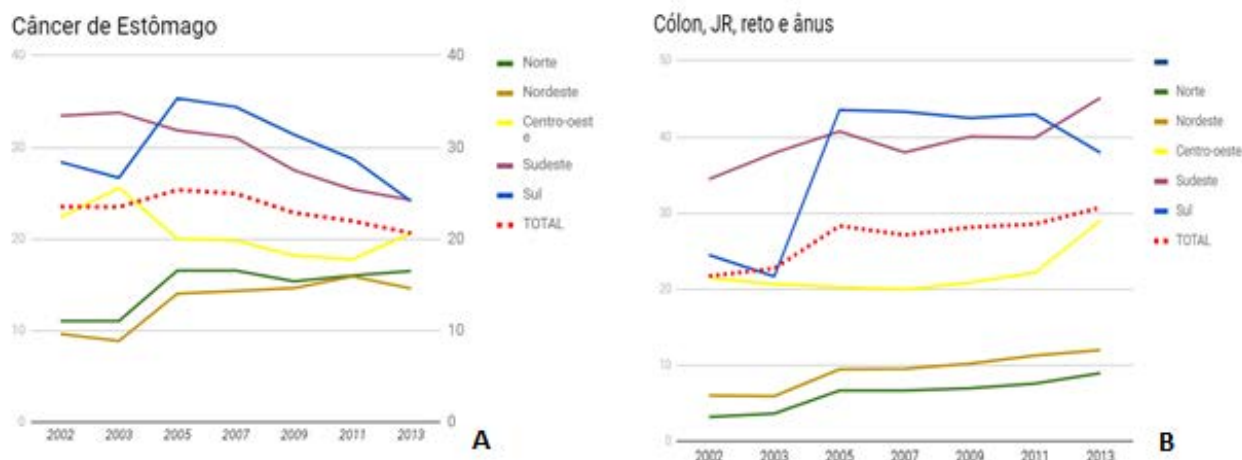 Câncer de Estômago
40
30
20
10
0
40
30
20
10
0
2002 2003 2005 2007 2009 2011 2013
Norte
Nordeste
Centro-oest
e
Sudeste
Sul
TOTAL
A
Cólon, JR, reto e ânus
50
40
30
20
10
0
2002 2003 2005 2007 2009 2011 2013
Norte
Nordeste
Centro-oeste
Sudeste
Sul
TOTAL
B